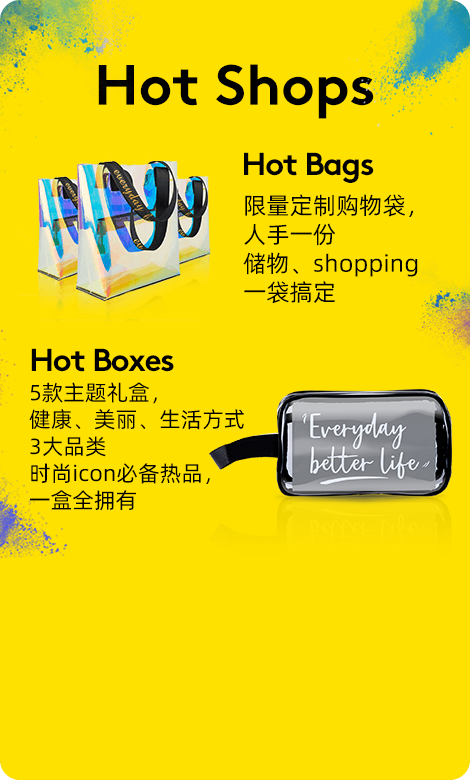 Hot Shops
Hot Bags
限量定制购物袋，
人手一份
储物、shopping
一袋搞定
everyday
Hot Boxes
5款主题礼盒，
健康、美丽、生活方式
3大品类
时尚icon必备热品，
一盒全拥有
"Everyday
better life"